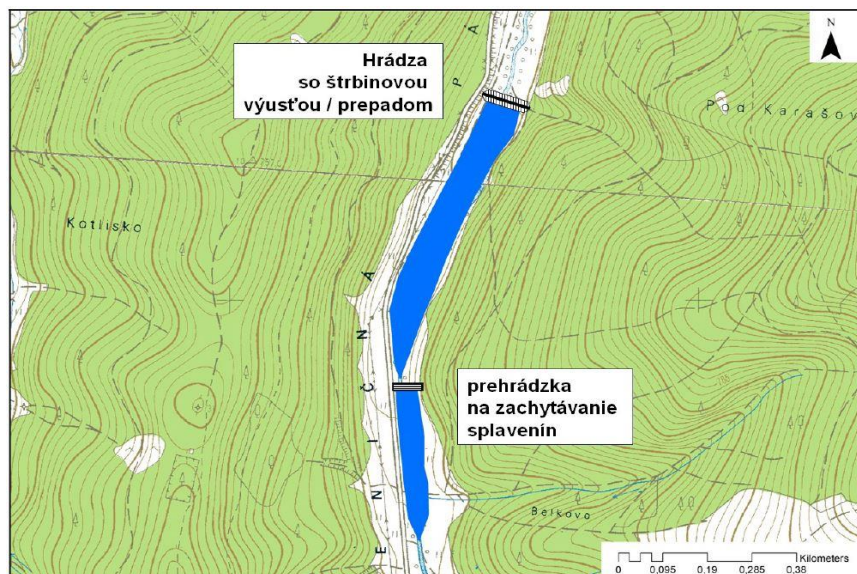 Hrádza
so štrbinovou
výusťou / prepadom
N
Pod Karašov
Kotlisko
E N I Č N Á
P Á
prehrádzka
na zachytávanie
splavenín
Belkovo
Kilometers
0 0,095 0,19 0,285 0,38